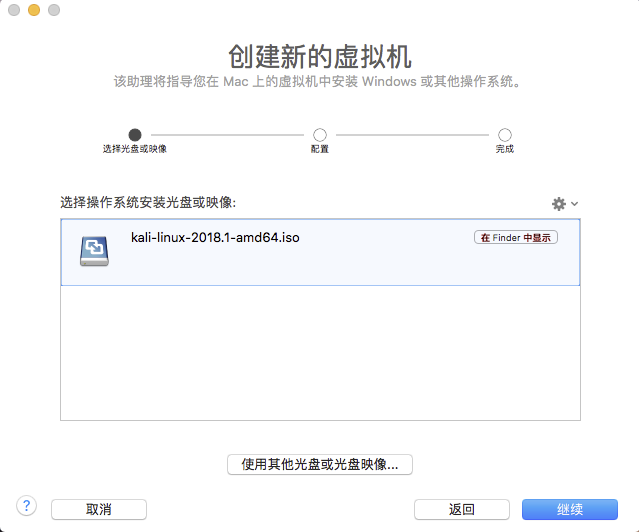 创建新的虚拟机
该助理将指导您在 Mac 上的虚拟机中安装 Windows 或其他操作系统。
选择光盘或映像
配置
完成
选择操作系统安装光盘或映像:
kali-linux-2018.1-amd64.iso
在 Finder 中显示
使用其他光盘或光盘映像...
?
取消
返回
继续